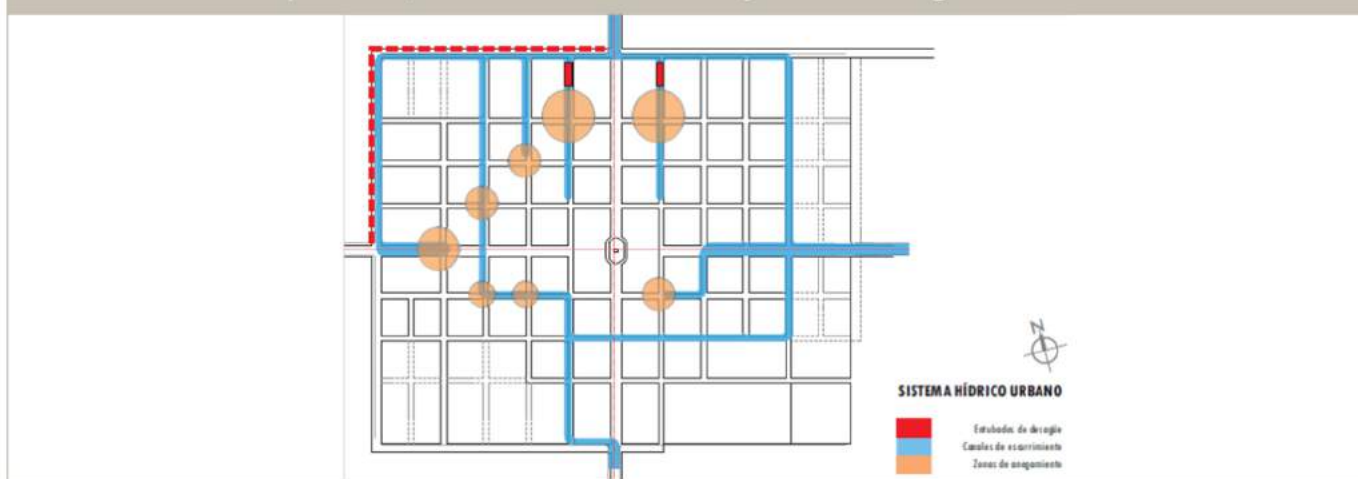 N
SISTEMA HÍDRICO URBANO
Entubados de desagüe
Canales de escurrimiento
Zonas de anegamiento